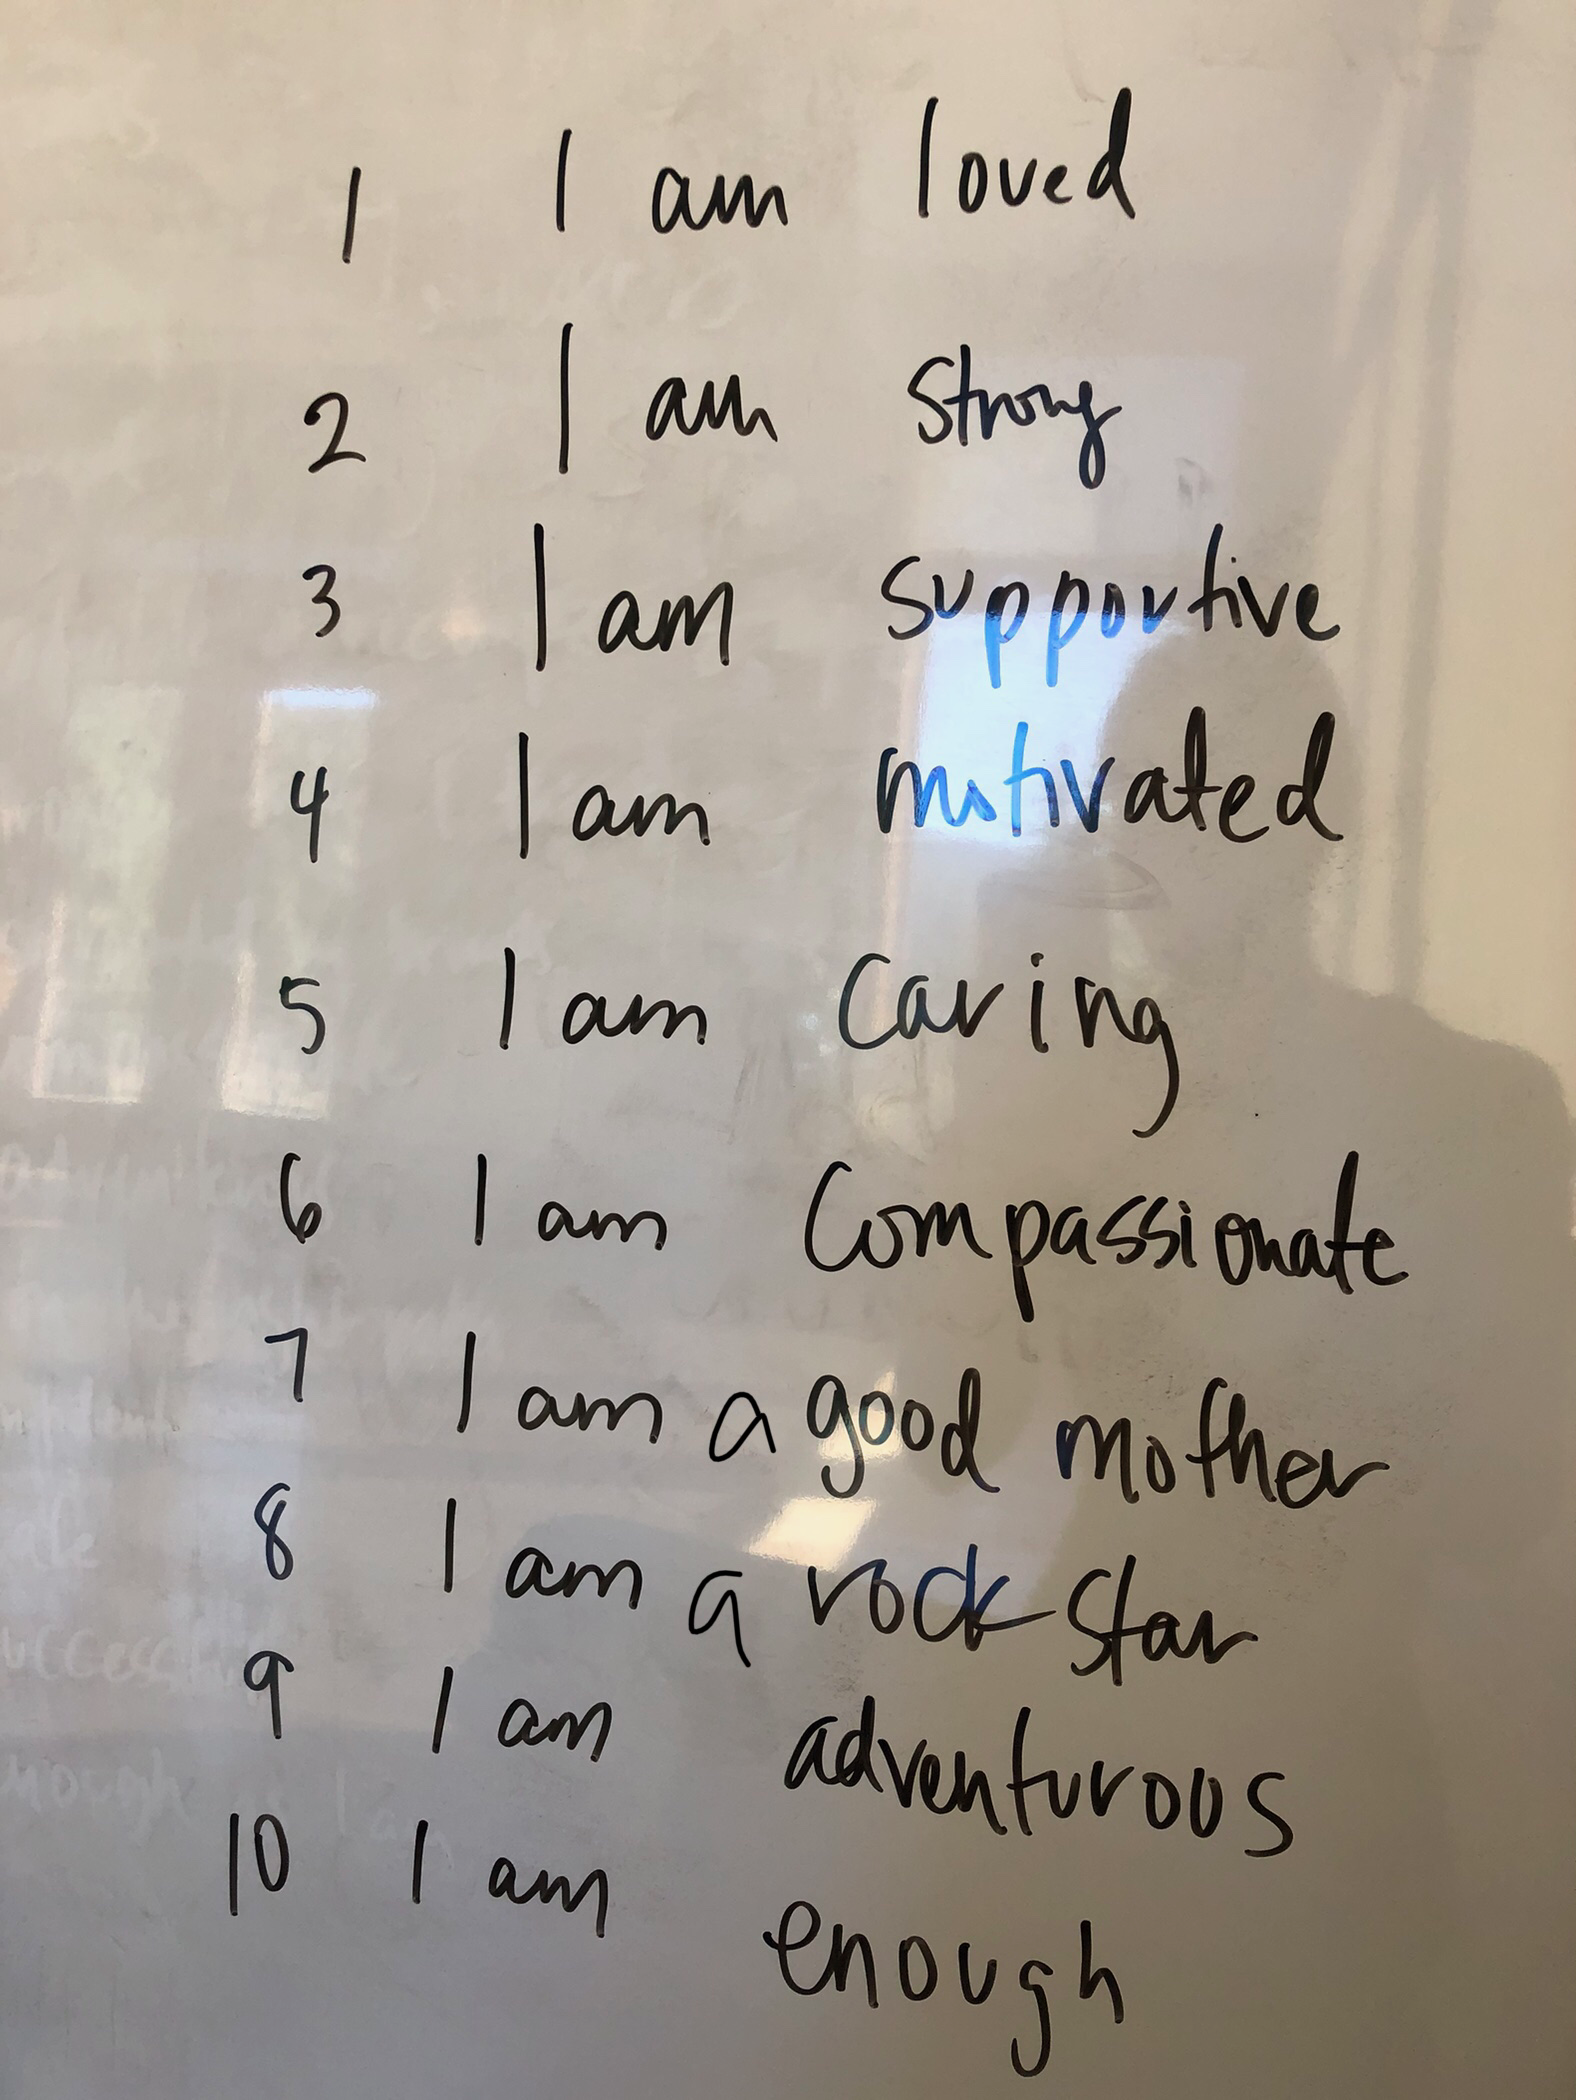 1 I am loved
2 I am strong
3 I am supportive
4 I am motivated
5 I am caring
6 I am compassionate
7 I am a good mother
8 I am a rock star
9 I am adventurous
10 I am enough